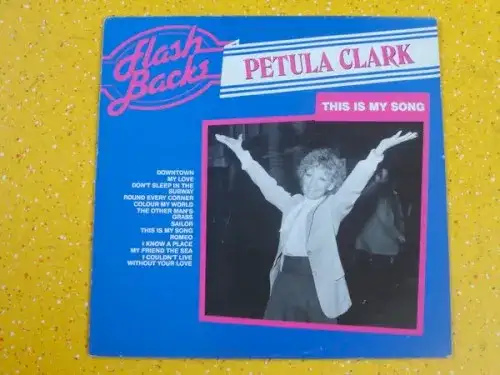 Flash
Backs
PETULA CLARK
THIS IS MY SONG
DOWNTOWN
MY LOVE
DON'T SLEEP IN THE
SUBWAY
ROUND EVERY CORNER
COLOUR MY WORLD
THE OTHER MAN'S
GRASS
SAILOR
THIS IS MY SONG
ROMEO
I KNOW A PLACE
MY FRIEND THE SEA
I COULDN'T LIVE
WITHOUT YOUR LOVE